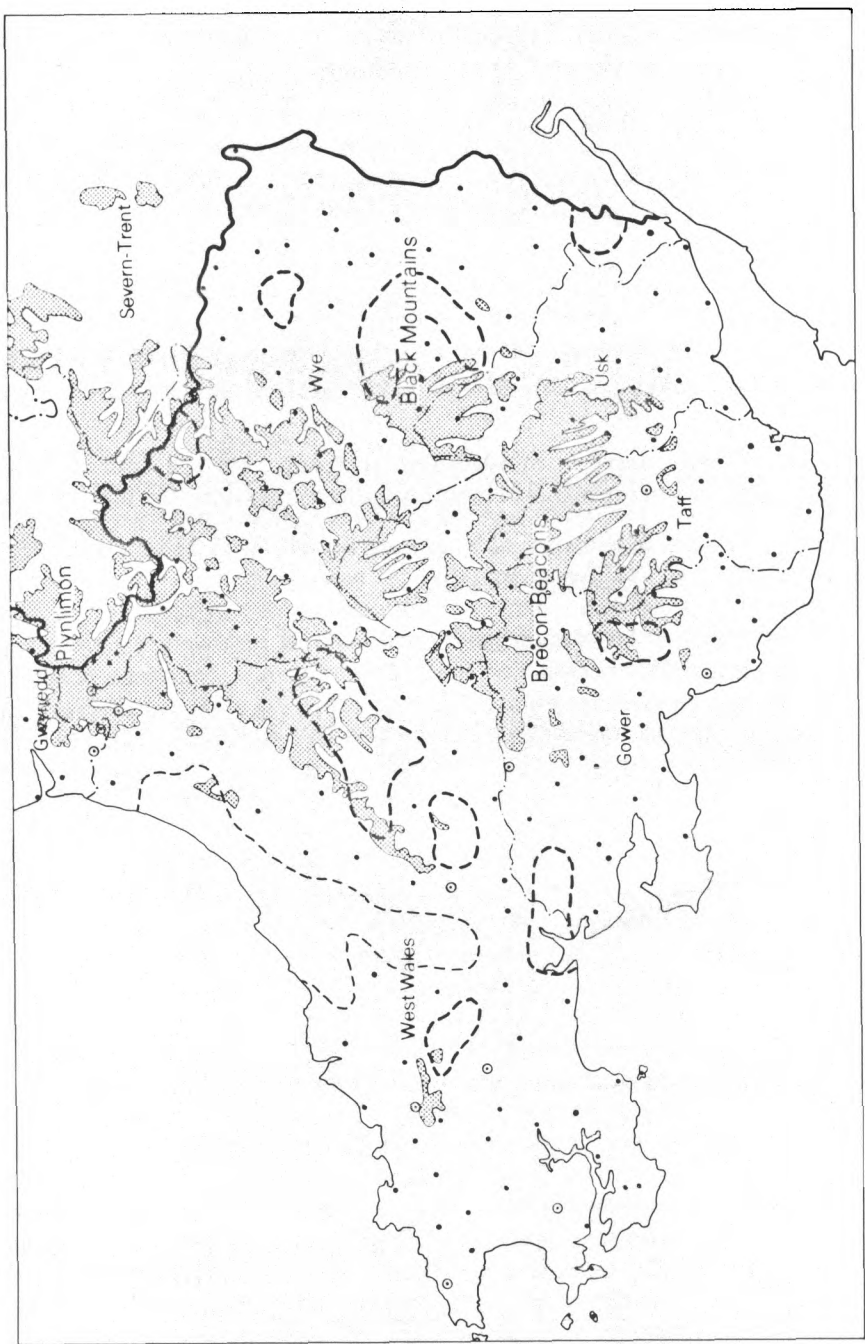 Gwynedd
Plynlimon
Severn-Trent
Wye
Black Mountains
West Wales
Brecon Beacons
Usk
Gower
Taff